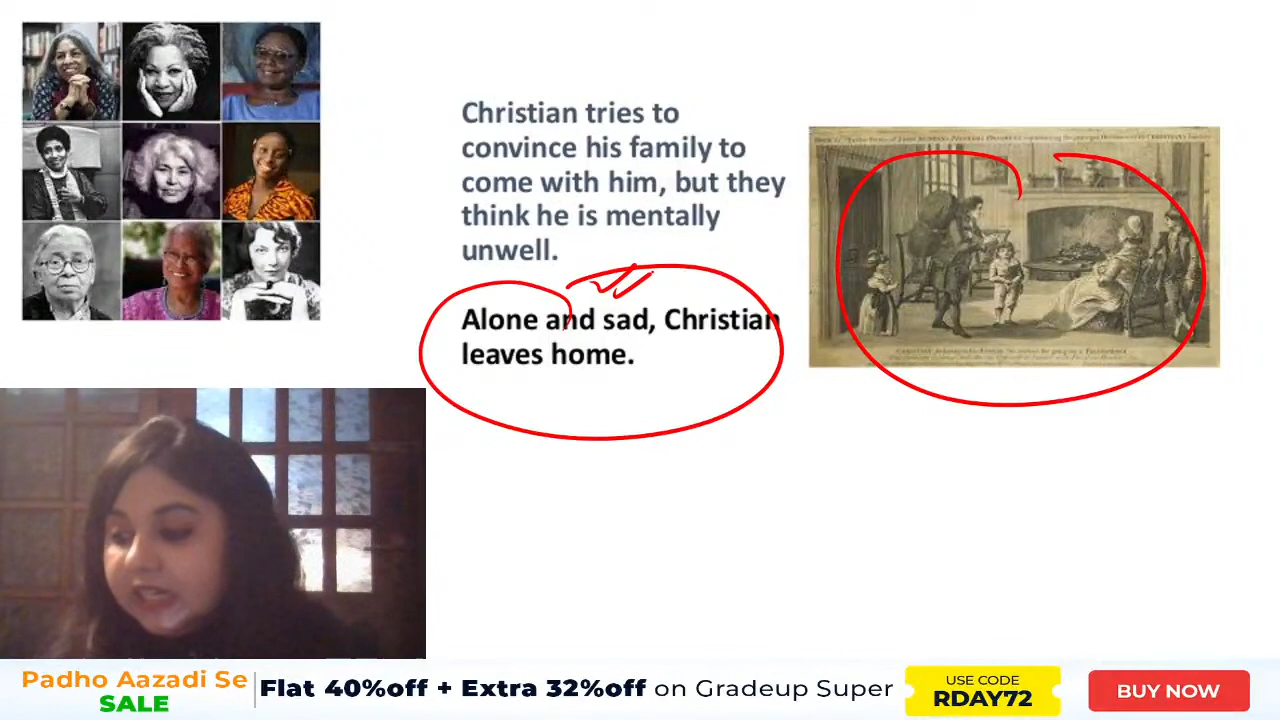 Christian tries to
convince his family to
come with him, but they
think he is mentally
unwell.
Alone and sad, Christian
leaves home.
Padho Aazadi Se
SALE
Flat 40%off + Extra 32%off on Gradeup Super
USE CODE
RDAY72
BUY NOW